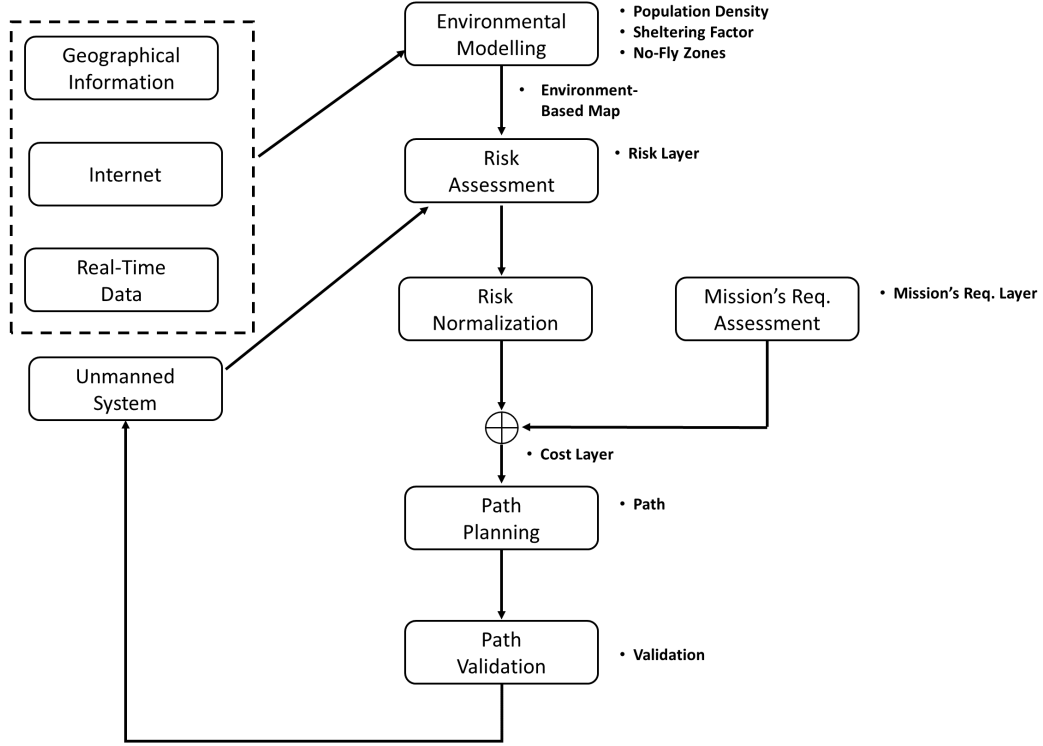 Environmental
Modelling
• Population Density
• Sheltering Factor
• No-Fly Zones
Geographical
Information
• Environment-
Based Map
Internet
Risk
Assessment
• Risk Layer
Real-Time
Data
Risk
Normalization
Mission's Req.
Assessment
• Mission's Req. Layer
Unmanned
System
• Cost Layer
Path
Planning
• Path
Path
Validation
• Validation